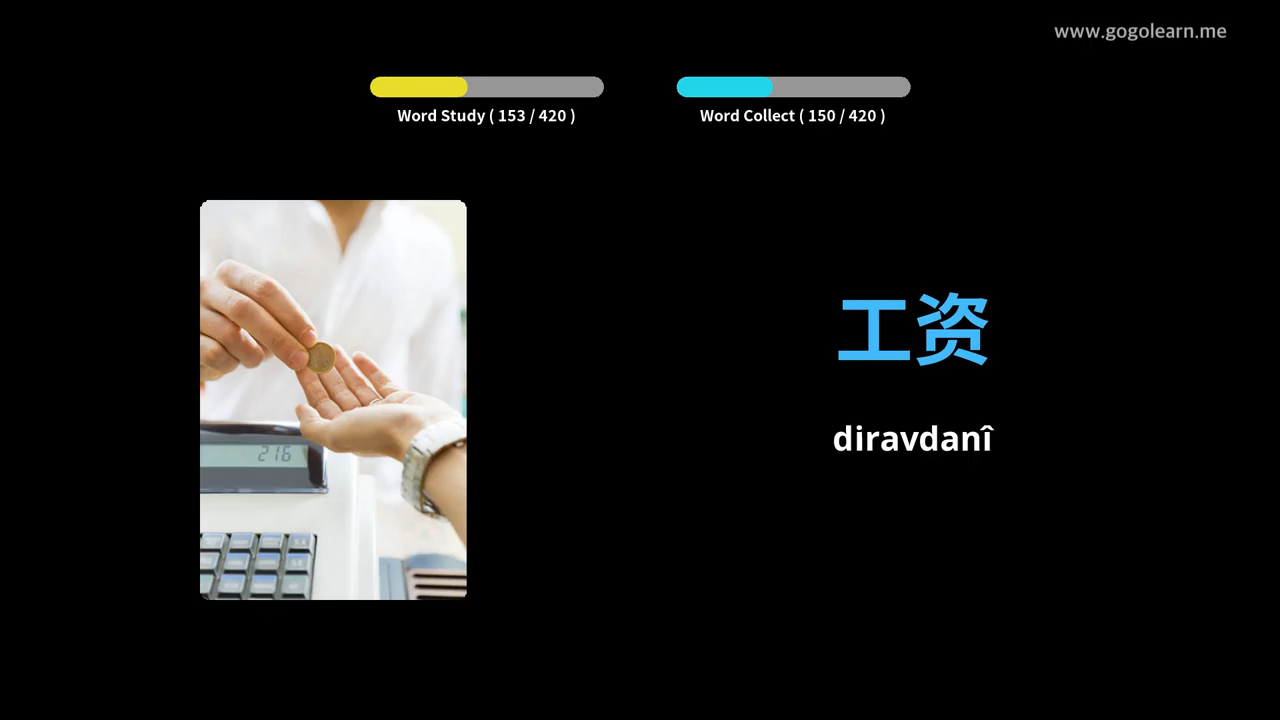 www.gogolearn.me
Word Study ( 153 / 420 )
Word Collect ( 150 / 420 )
工资
diravdanî
216